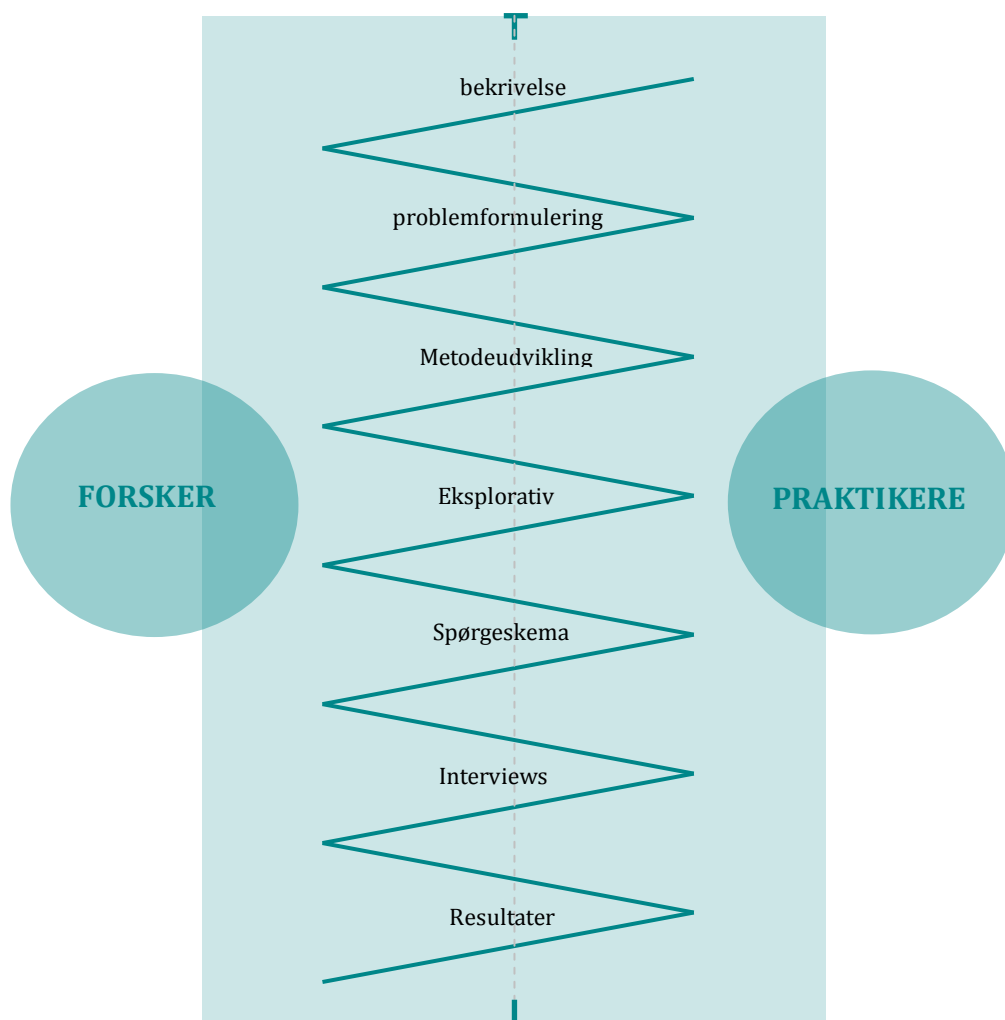 bekrivelse
problemformulering
Metodeudvikling
FORSKER
Eksplorativ
PRAKTIKERE
Spørgeskema
Interviews
Resultater